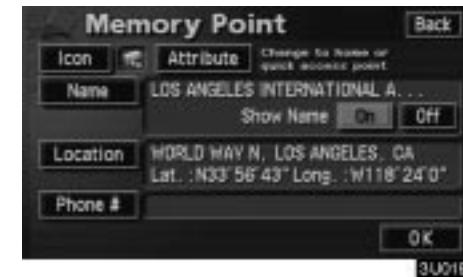 Memory Point Back
Icon Attribute Change to home or
quick access point
Name LOS ANGELES INTERNATIONAL A...
Show Name On Off
Location WORLD WAY N, LOS ANGELES, CA
Lat. :N33°56'43" Long. :W118°24'0"
Phone #
OK